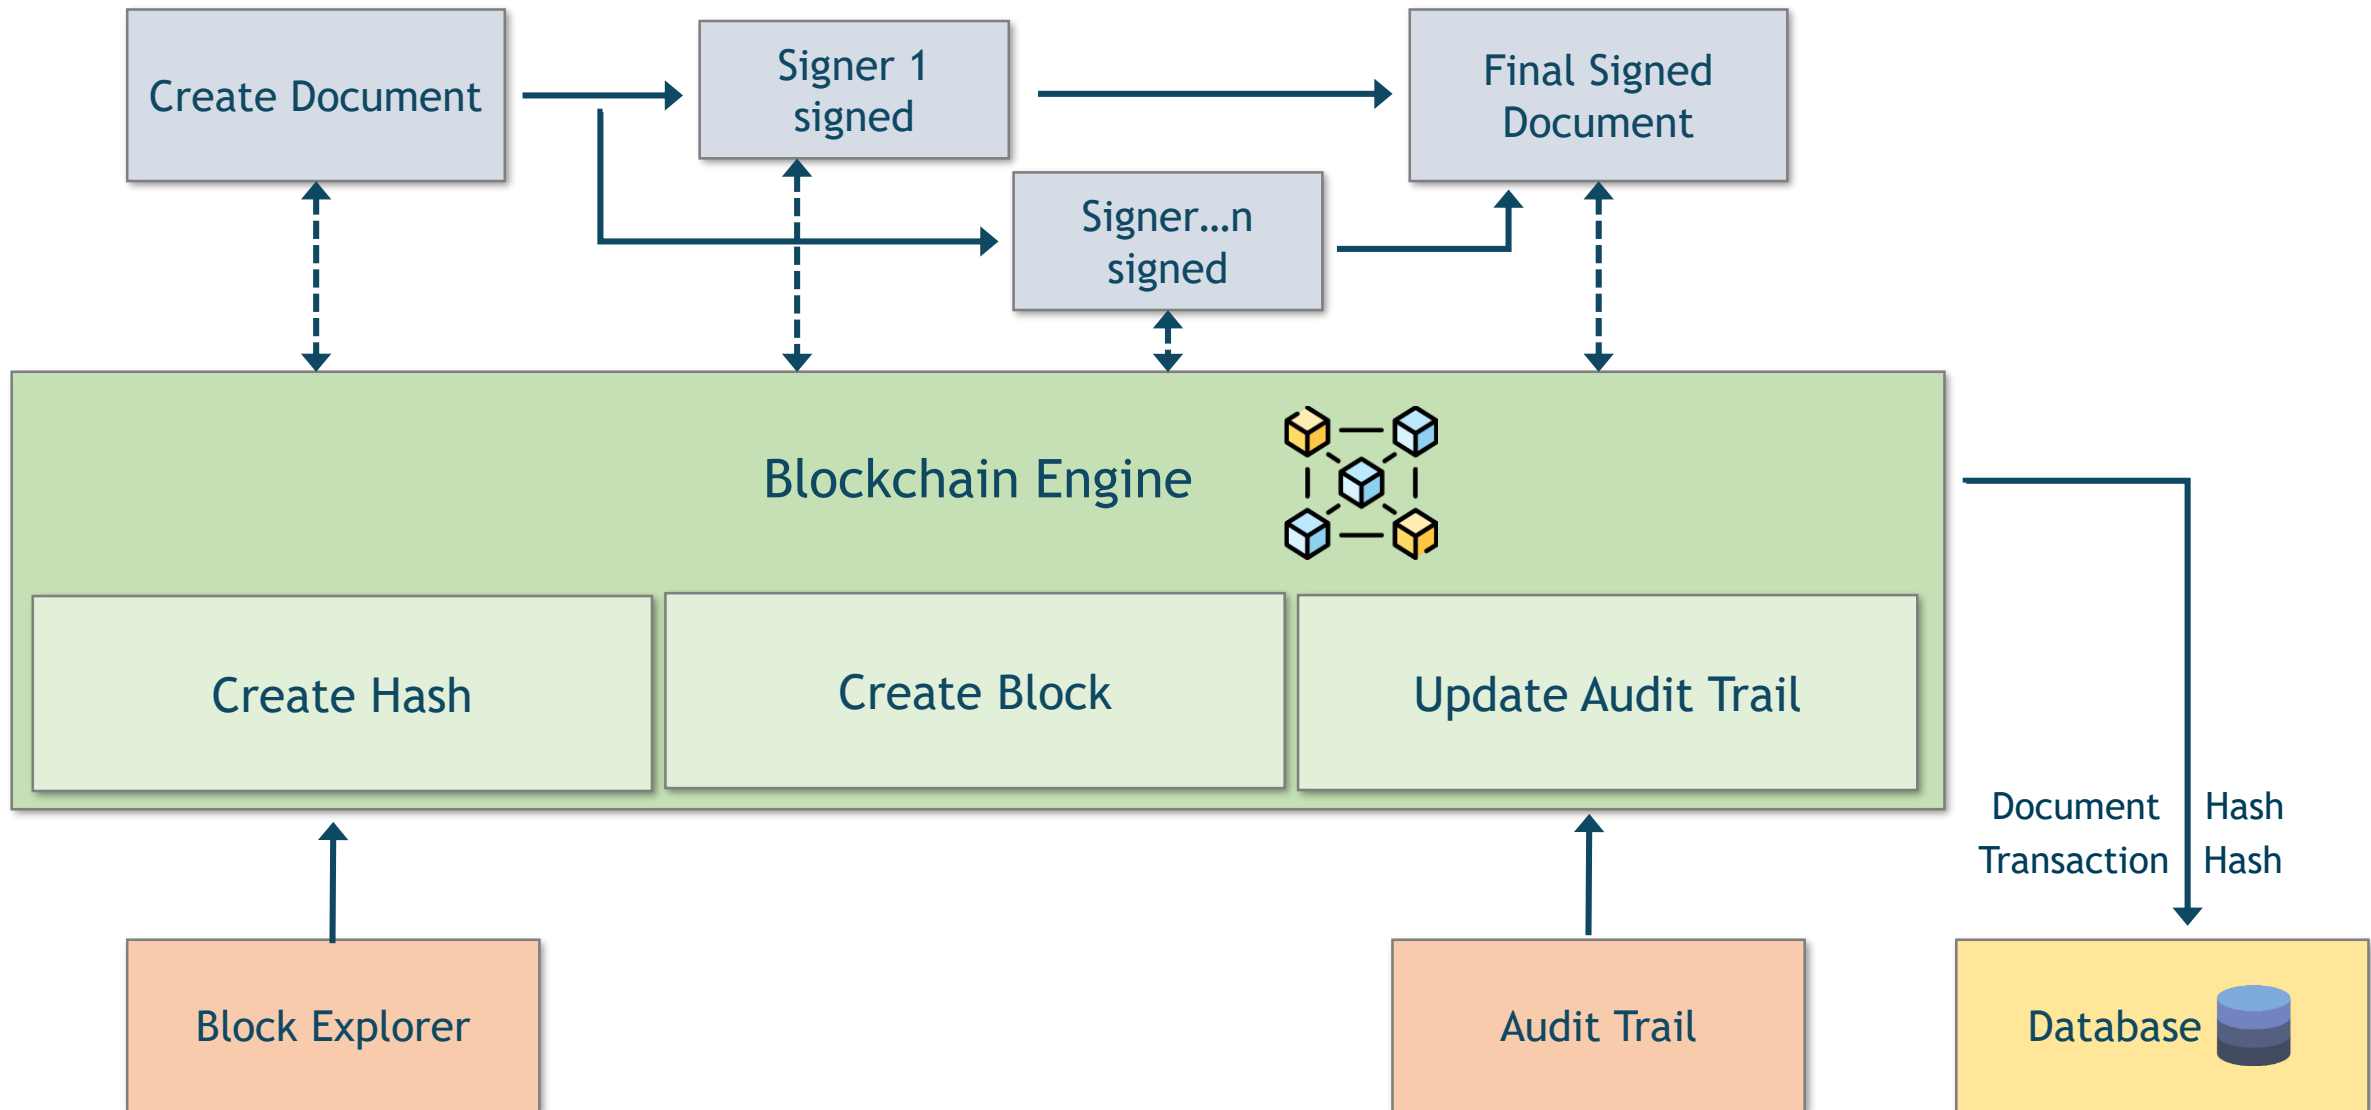 Create Document
Signer 1
signed
Final Signed
Document
Signer...n
signed
Blockchain Engine
Create Hash
Create Block
Update Audit Trail
Document Hash
Transaction Hash
Block Explorer
Audit Trail
Database